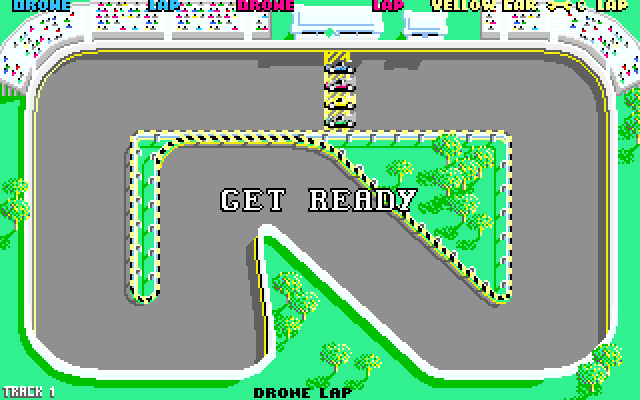 DRONE LAP DRONE LAP YELLOW CAR LAP
GET READY
TRACK 1
DRONE LAP